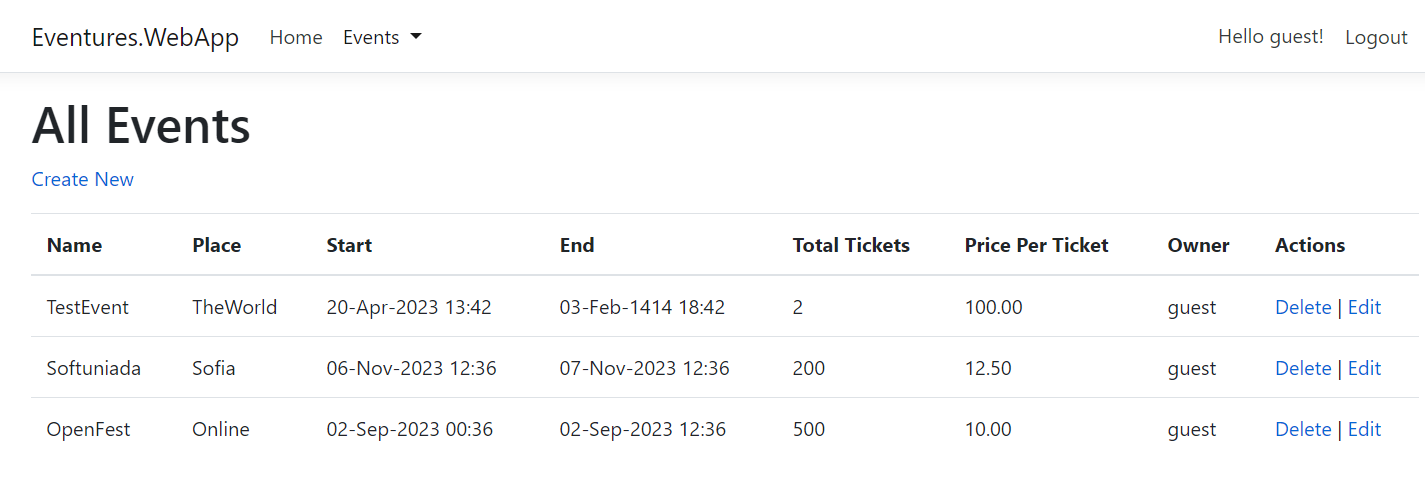 Eventures.WebApp Home Events Hello guest! Logout
All Events
Create New
Name Place Start End Total Tickets Price Per Ticket Owner Actions
TestEvent TheWorld 20-Apr-2023 13:42 03-Feb-1414 18:42 2 100.00 guest Delete | Edit
Softuniada Sofia 06-Nov-2023 12:36 07-Nov-2023 12:36 200 12.50 guest Delete | Edit
OpenFest Online 02-Sep-2023 00:36 02-Sep-2023 12:36 500 10.00 guest Delete | Edit